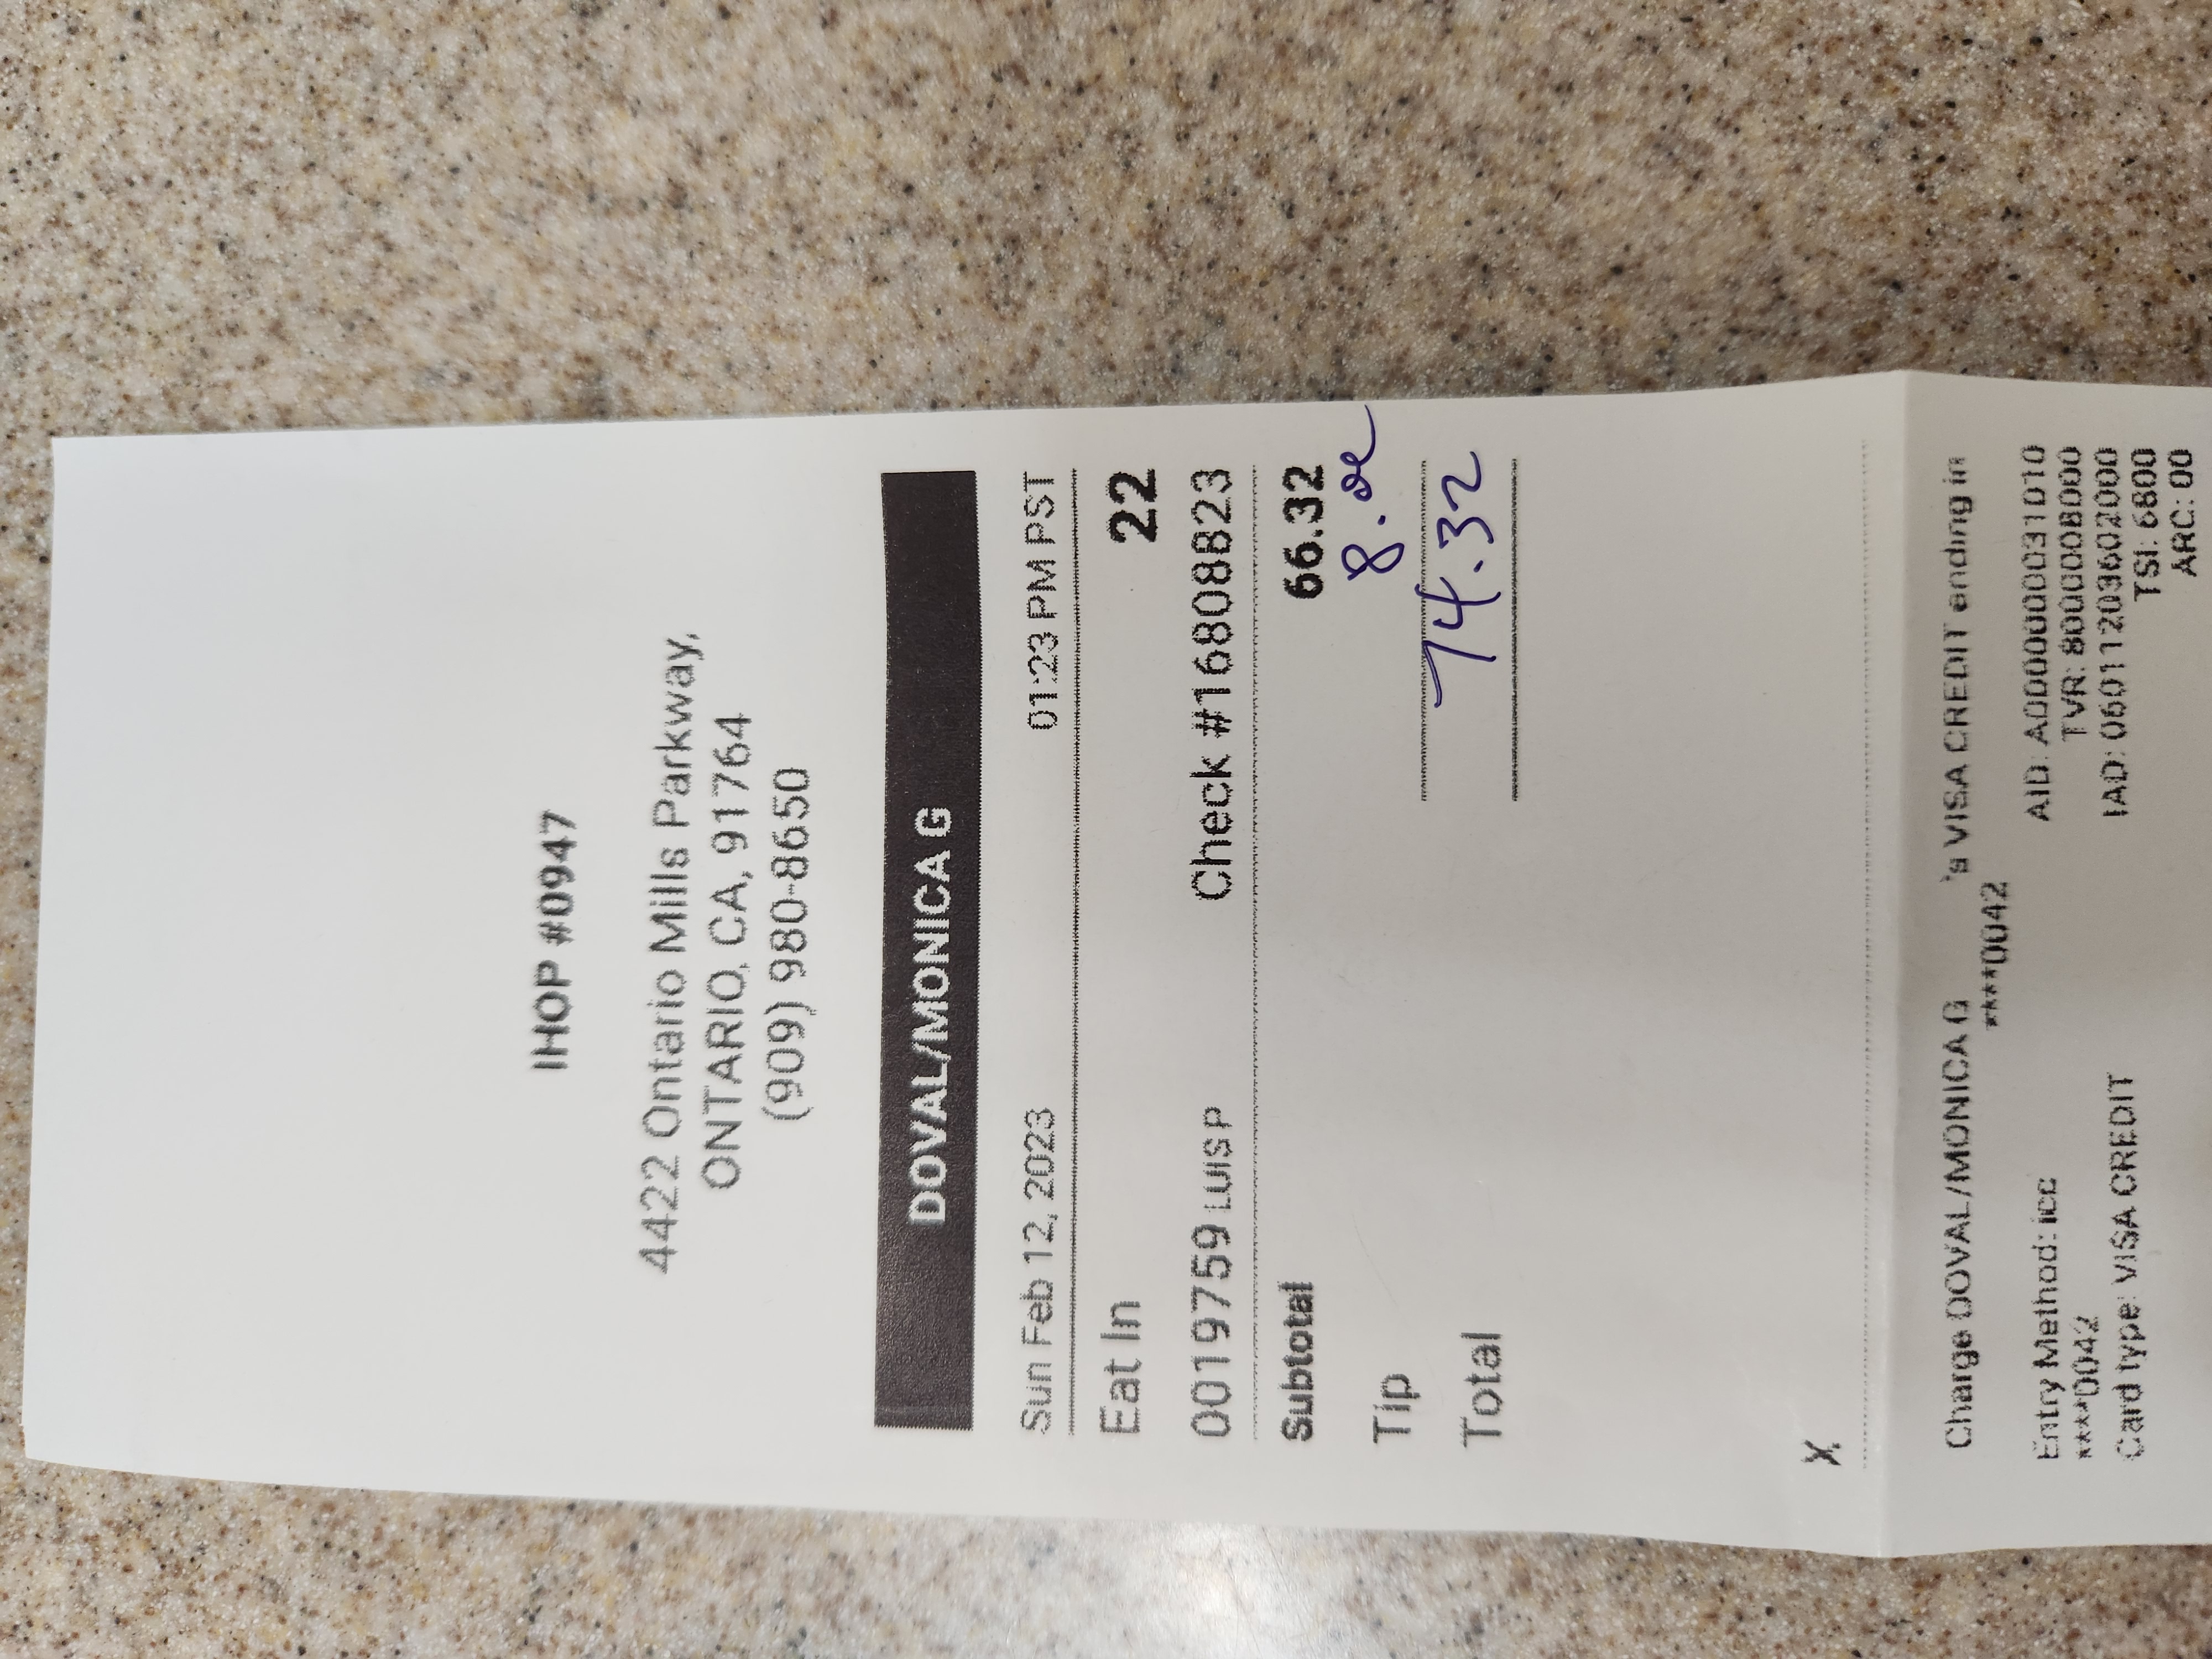 IHOP #0947
4422 Ontario Mills Parkway,
ONTARIO, CA, 91764
(909) 980-8650
DOVAL/MONICA G
Sun Feb 12, 2023 01:23 PM PST
Eat In 22
0019759 LUIS P Check #16808823
Subtotal 66.32
Tip 8.00
Total 74.32
X
Charge DOVAL/MONICA G 's VISA CREDIT ending in
****0042
Entry Method: icc AID: A0000000031010
****0042 TVR: 8000008000
Card type: VISA CREDIT IAD: 06011203602000
TSI: 6800
ARC: 00